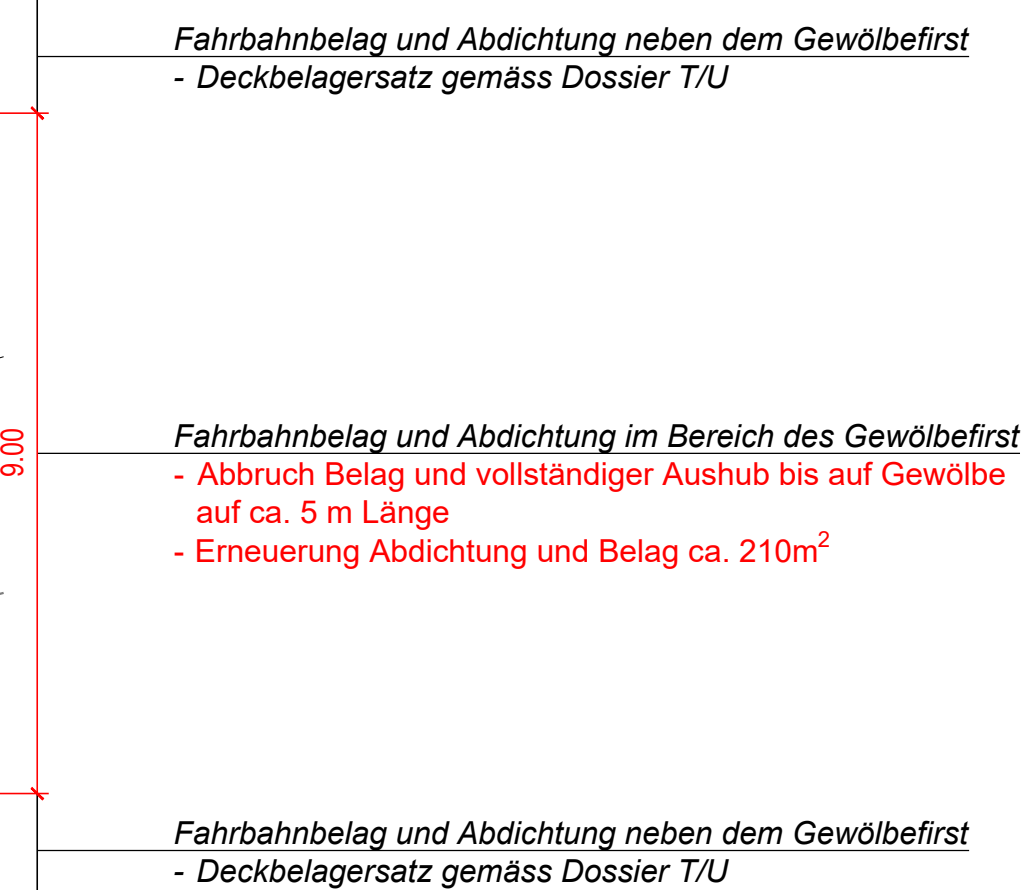 Fahrbahnbelag und Abdichtung neben dem Gewölbefirst
- Deckbelagersatz gemäss Dossier T/U
9.00
Fahrbahnbelag und Abdichtung im Bereich des Gewölbefirst
- Abbruch Belag und vollständiger Aushub bis auf Gewölbe
auf ca. 5 m Länge
- Erneuerung Abdichtung und Belag ca. 210m²
Fahrbahnbelag und Abdichtung neben dem Gewölbefirst
- Deckbelagersatz gemäss Dossier T/U